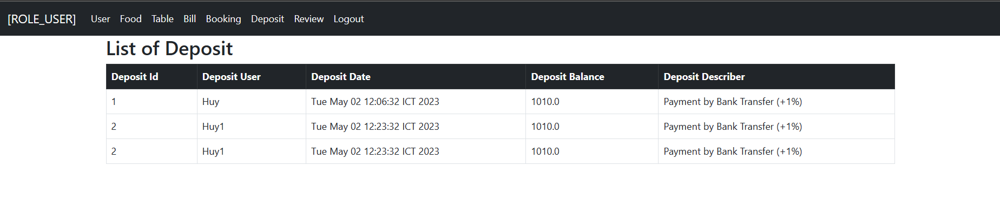 [ROLE_USER] User Food Table Bill Booking Deposit Review Logout
List of Deposit
Deposit Id Deposit User Deposit Date Deposit Balance Deposit Describer
1 Huy Tue May 02 12:06:32 ICT 2023 1010.0 Payment by Bank Transfer (+1%)
2 Huy1 Tue May 02 12:23:32 ICT 2023 1010.0 Payment by Bank Transfer (+1%)
2 Huy1 Tue May 02 12:23:32 ICT 2023 1010.0 Payment by Bank Transfer (+1%)